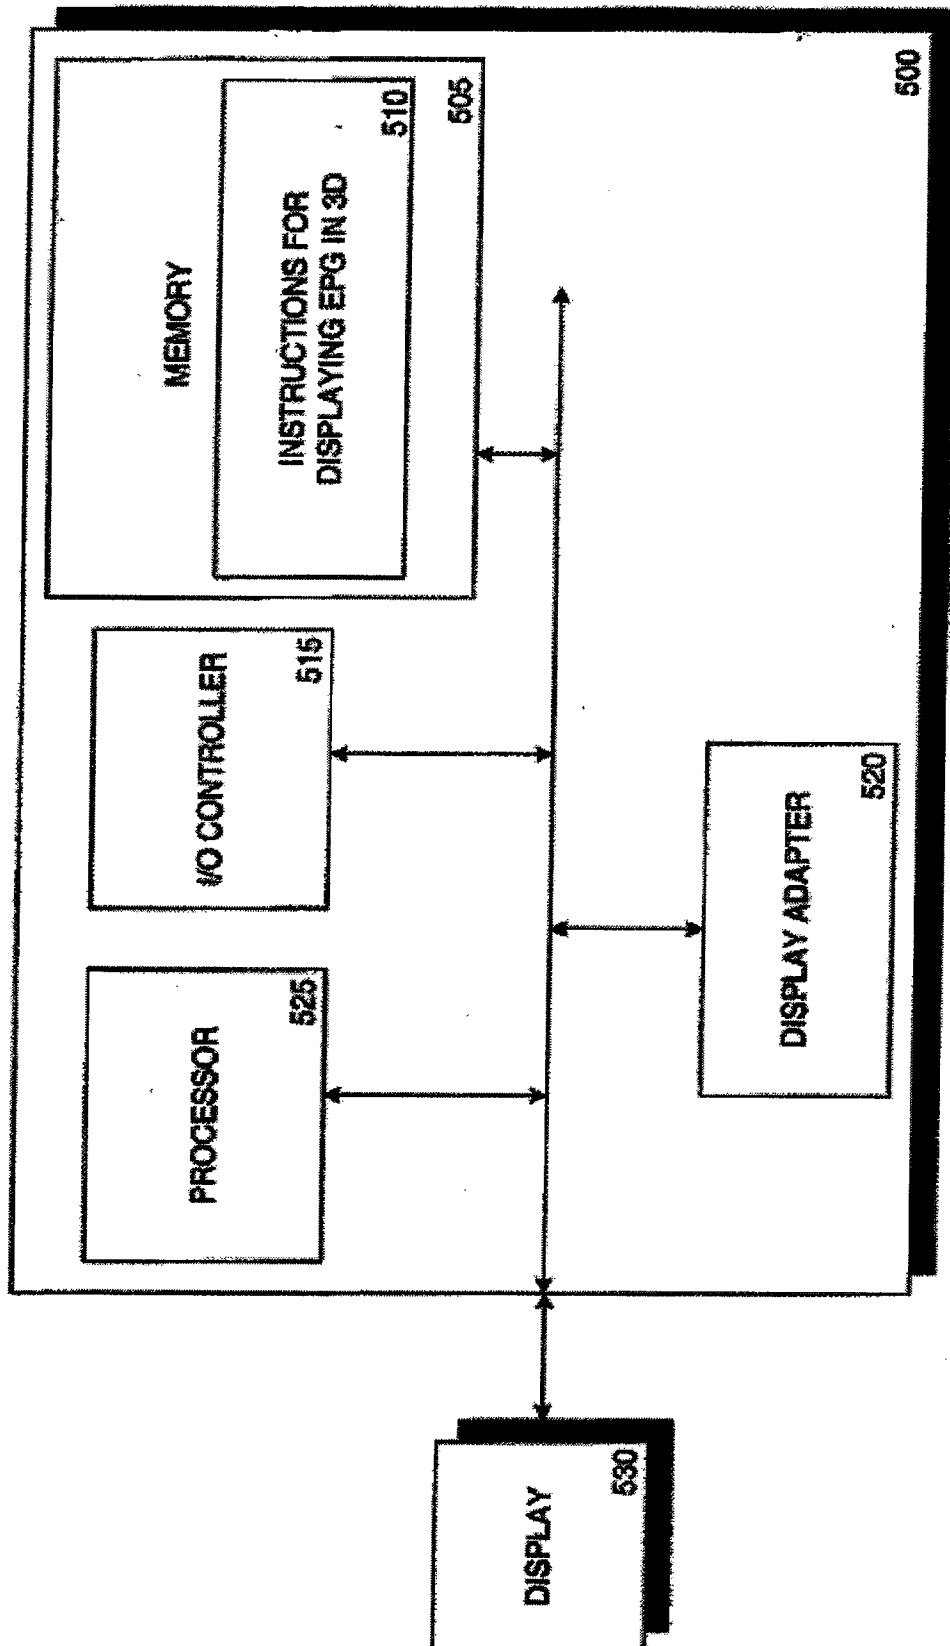 DISPLAY
530
PROCESSOR
525
I/O CONTROLLER
515
MEMORY
INSTRUCTIONS FOR
DISPLAYING EPG IN 3D
510
505
DISPLAY ADAPTER
520
500